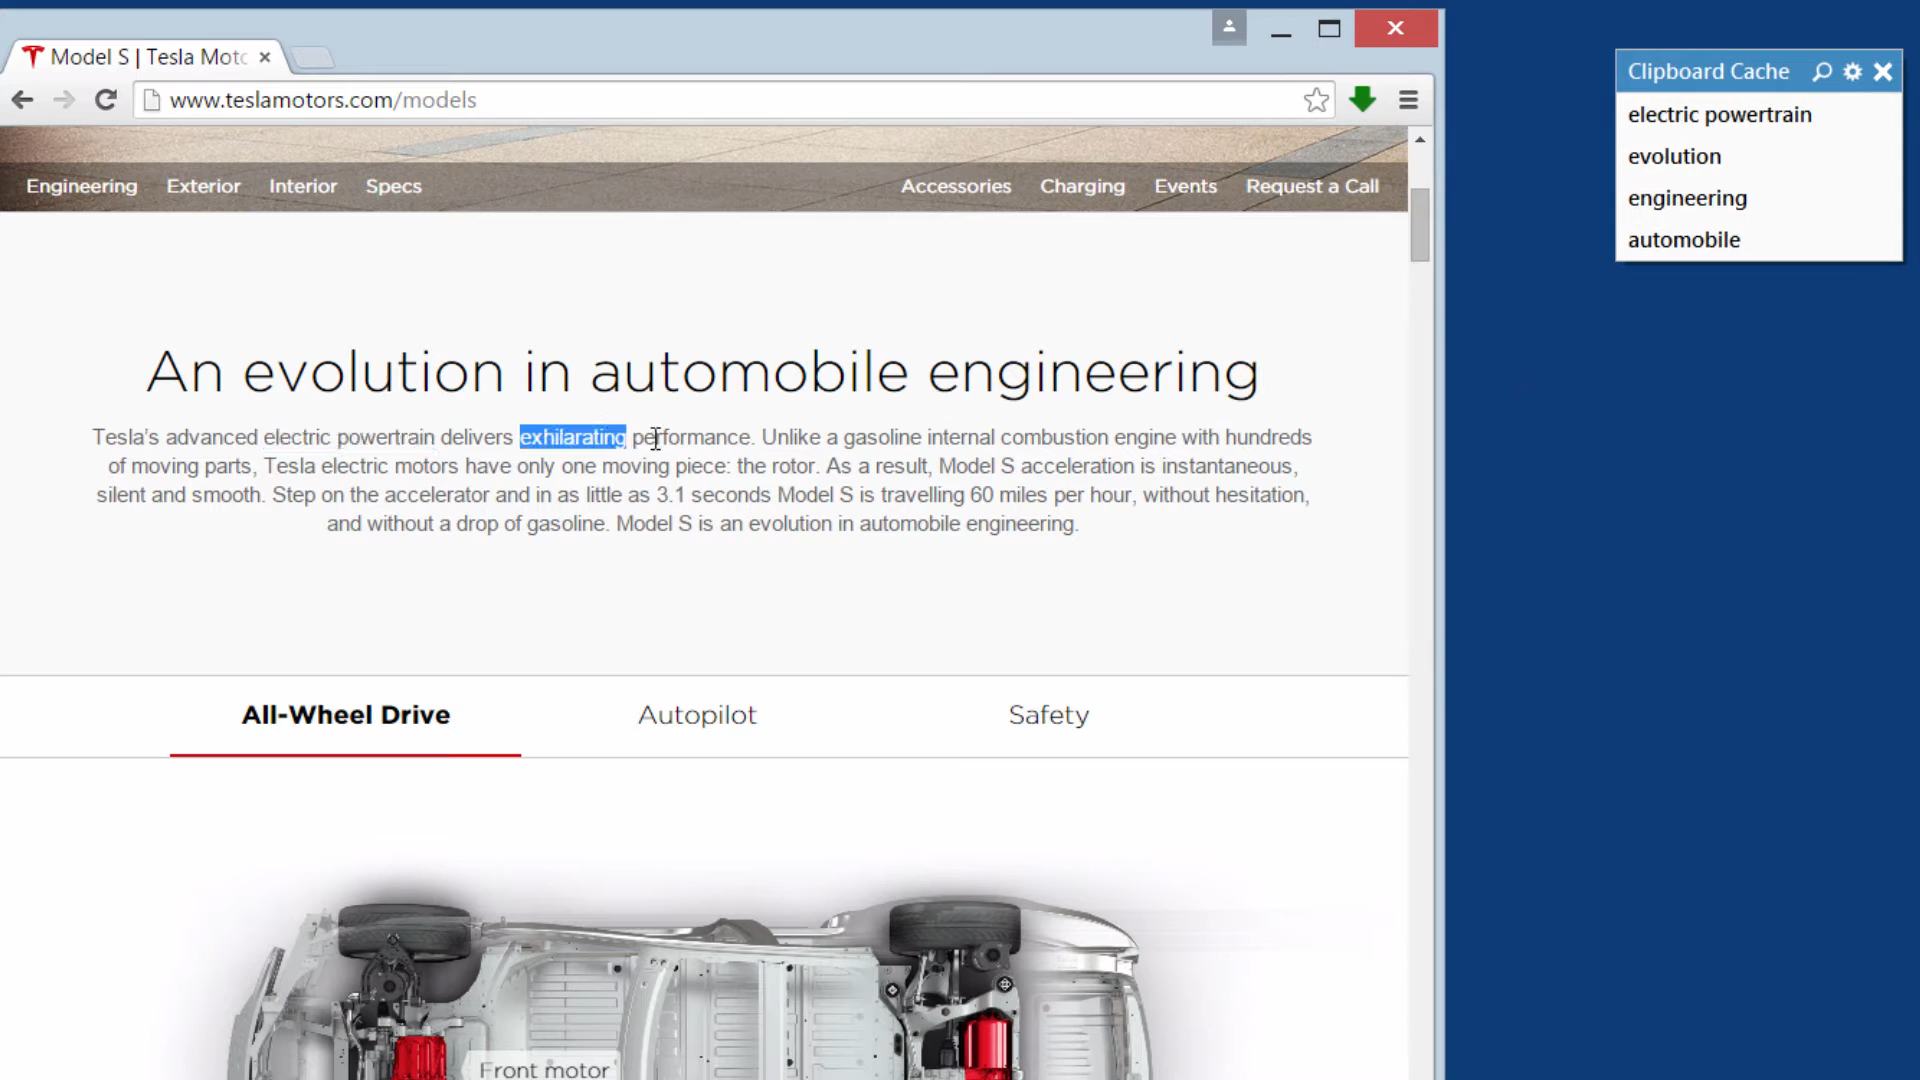 Model S | Tesla Moto
www.teslamotors.com/models
Engineering Exterior Interior Specs Accessories Charging Events Request a Call
An evolution in automobile engineering
Tesla’s advanced electric powertrain delivers exhilarating performance. Unlike a gasoline internal combustion engine with hundreds
of moving parts, Tesla electric motors have only one moving piece: the rotor. As a result, Model S acceleration is instantaneous,
silent and smooth. Step on the accelerator and in as little as 3.1 seconds Model S is travelling 60 miles per hour, without hesitation,
and without a drop of gasoline. Model S is an evolution in automobile engineering.
All-Wheel Drive Autopilot Safety
Front motor
Clipboard Cache
electric powertrain
evolution
engineering
automobile